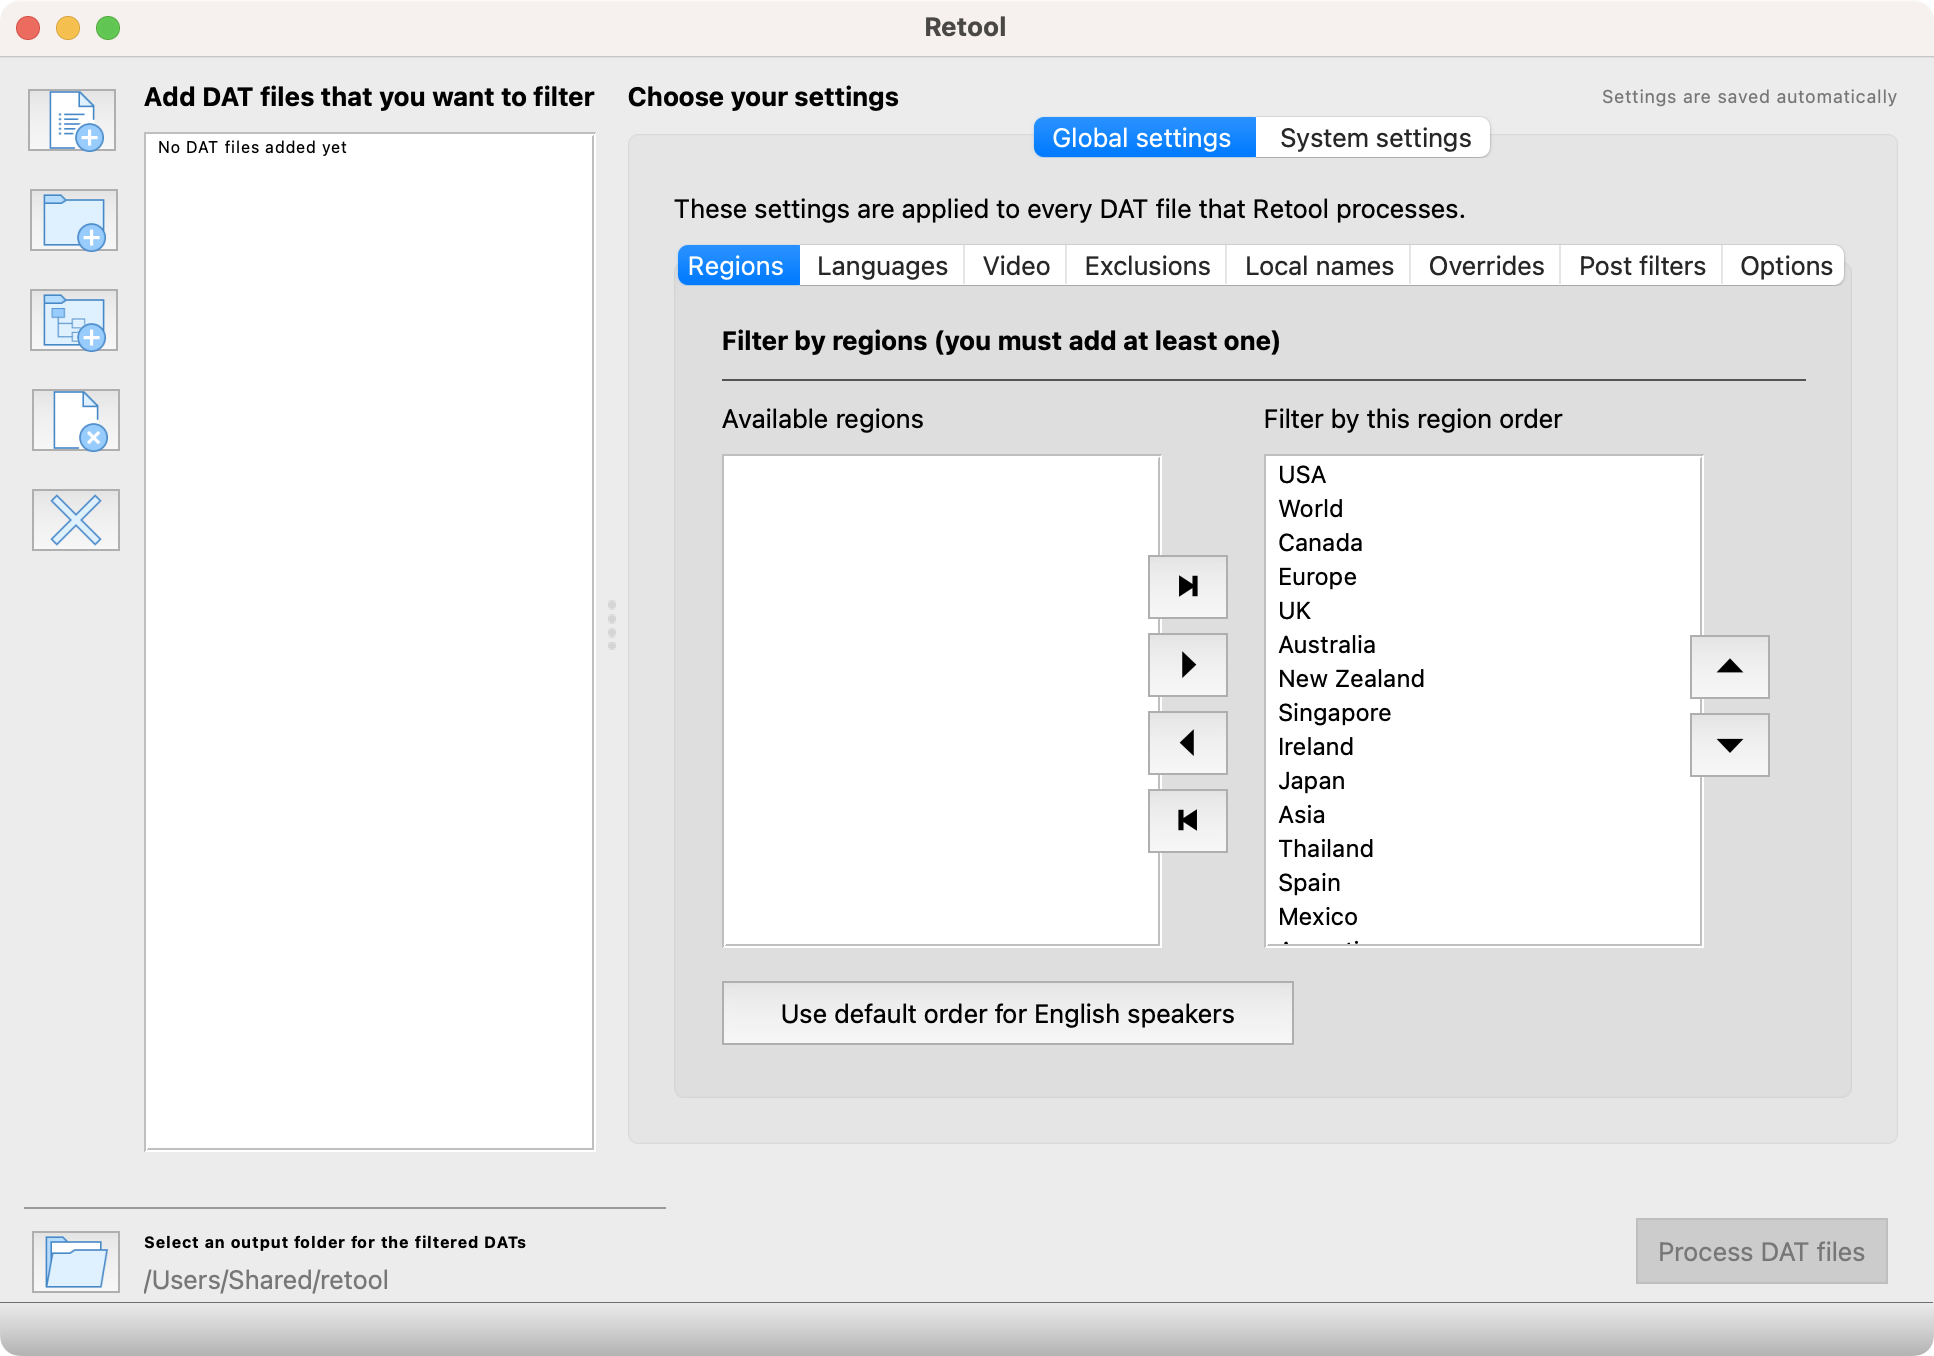 Retool
Add DAT files that you want to filter
No DAT files added yet
Choose your settings
Settings are saved automatically
Global settings
System settings
These settings are applied to every DAT file that Retool processes.
Regions
Languages
Video
Exclusions
Local names
Overrides
Post filters
Options
Filter by regions (you must add at least one)
Available regions
Filter by this region order
USA
World
Canada
Europe
UK
Australia
New Zealand
Singapore
Ireland
Japan
Asia
Thailand
Spain
Mexico
Use default order for English speakers
Select an output folder for the filtered DATs
/Users/Shared/retool
Process DAT files